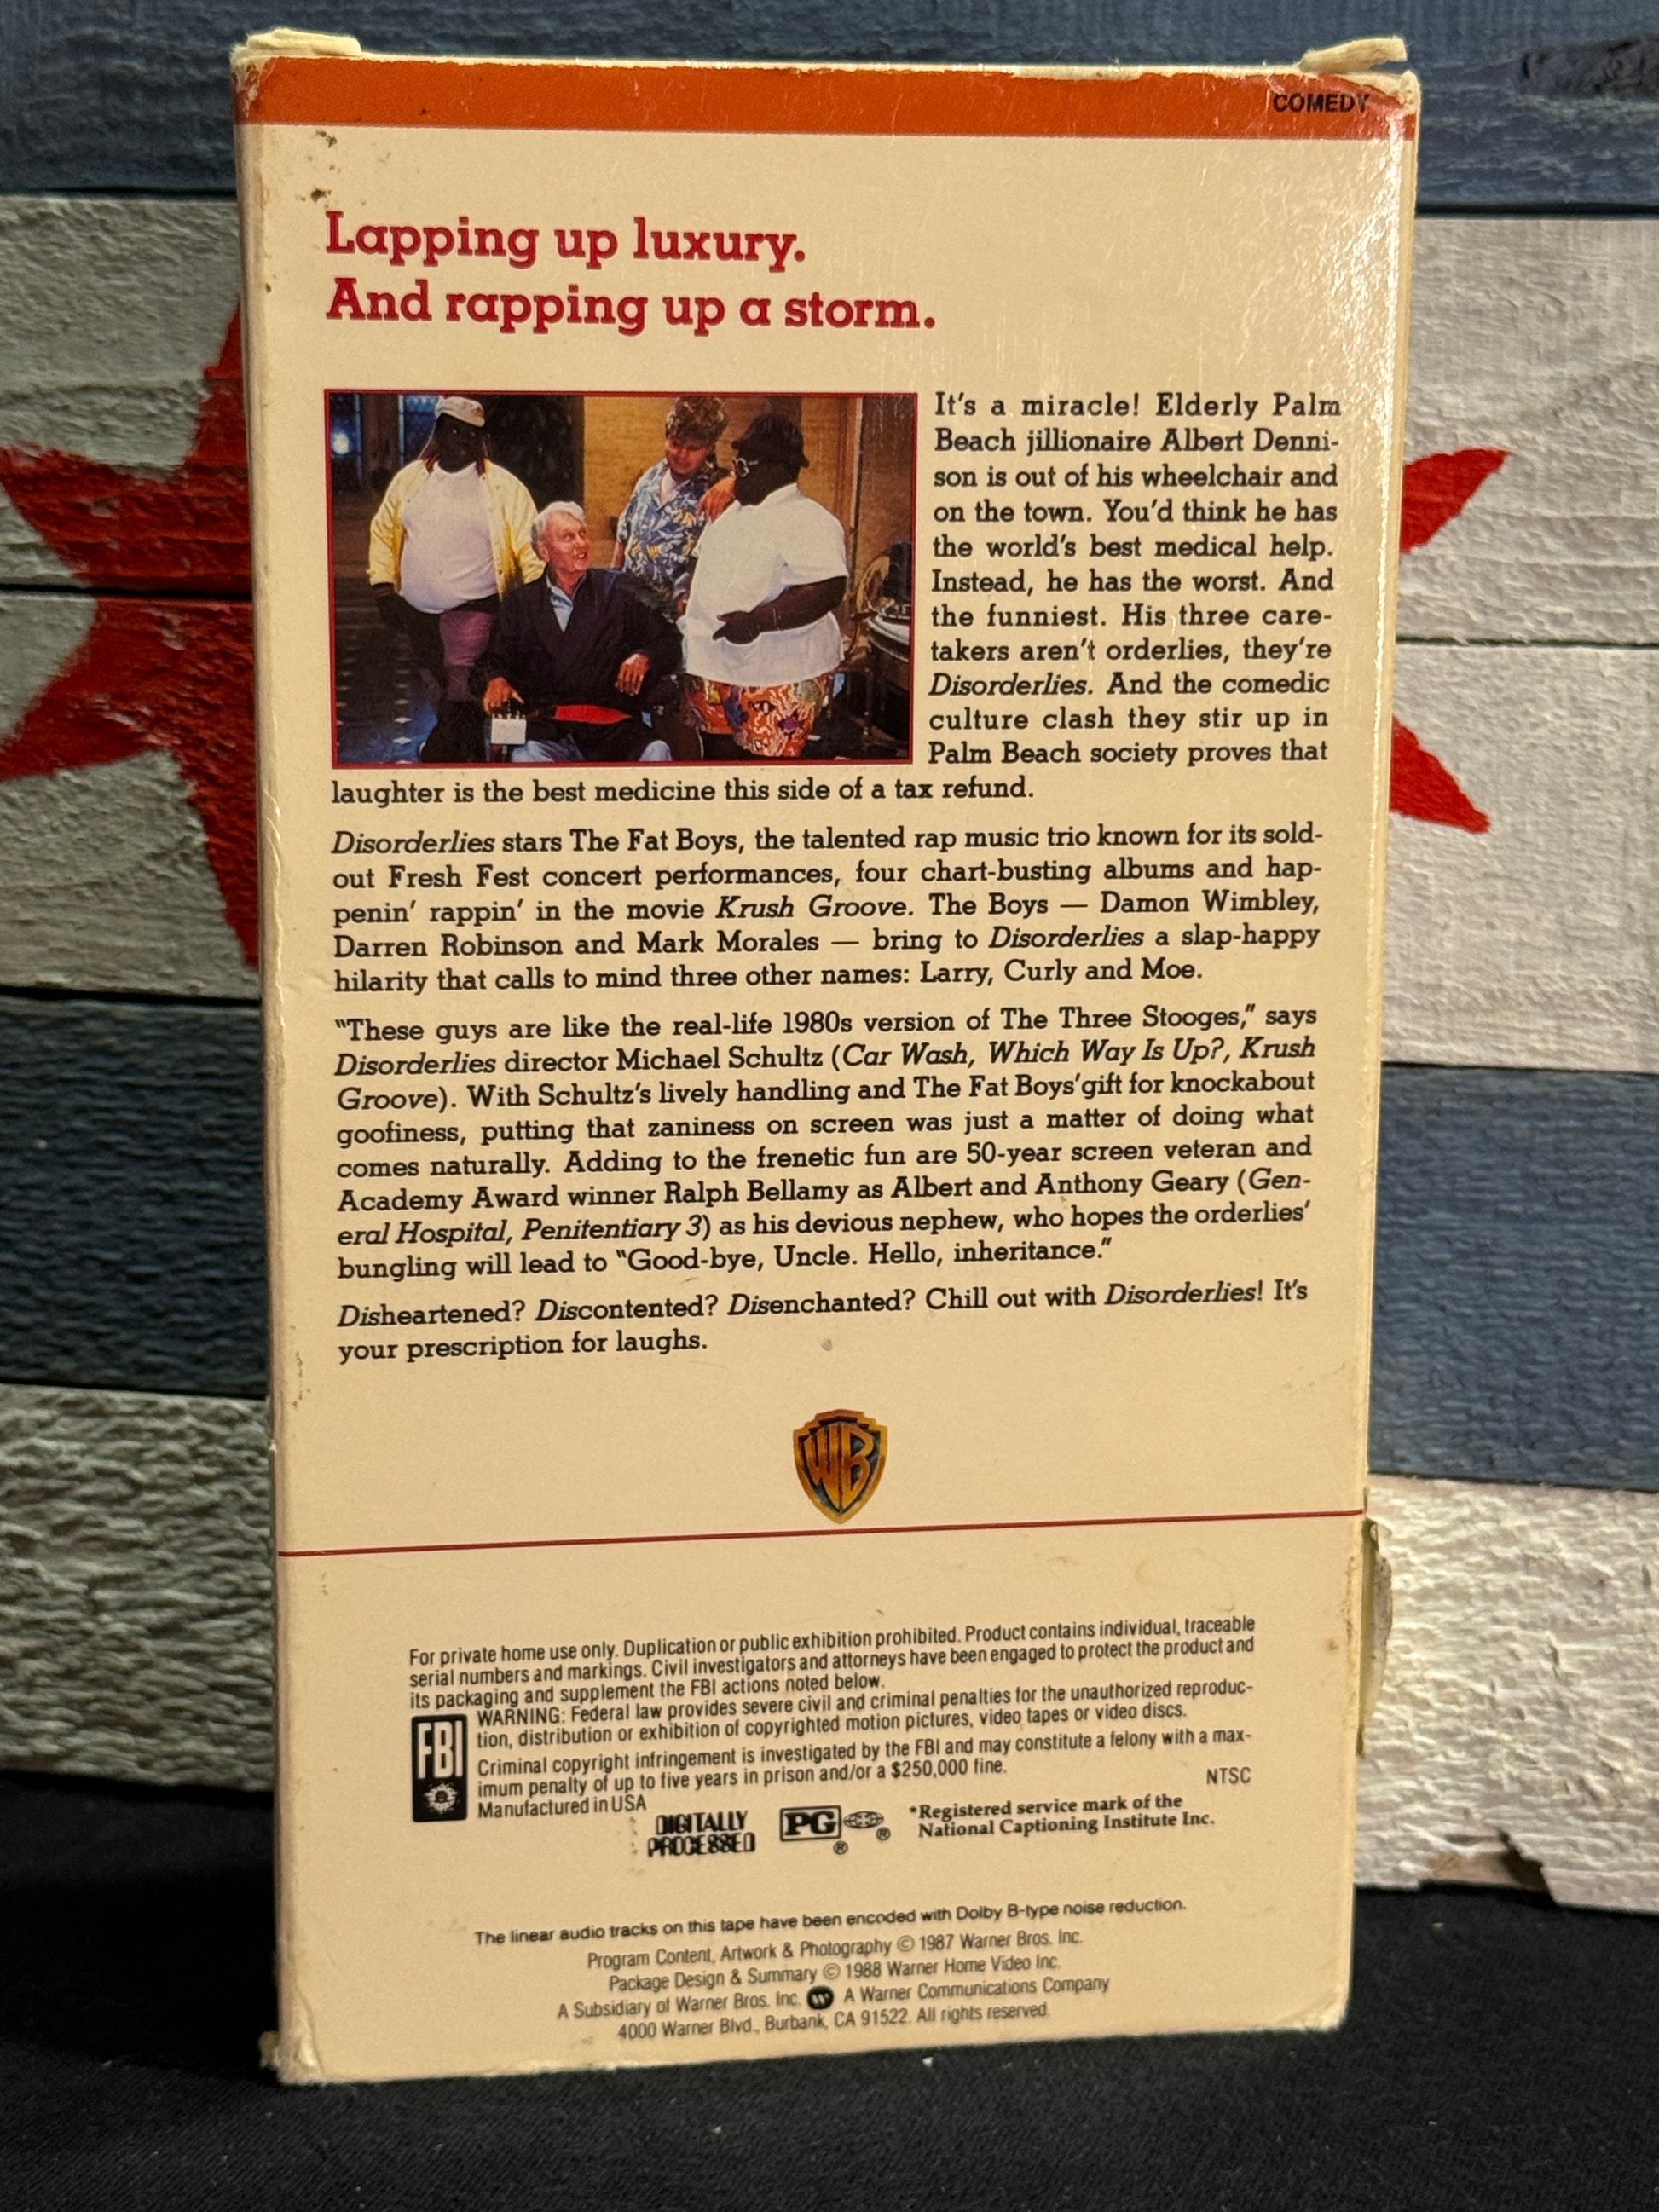 COMEDY
Lapping up luxury.
And rapping up a storm.
It's a miracle! Elderly Palm
Beach jillionaire Albert Denni-
son is out of his wheelchair and
on the town. You'd think he has
the world's best medical help.
Instead, he has the worst. And
the funniest. His three care-
takers aren't orderlies, they're
Disorderlies. And the comedic
culture clash they stir up in
Palm Beach society proves that
laughter is the best medicine this side of a tax refund.
Disorderlies stars The Fat Boys, the talented rap music trio known for its sold-
out Fresh Fest concert performances, four chart-busting albums and hap-
penin' rappin' in the movie Krush Groove. The Boys — Damon Wimbley,
Darren Robinson and Mark Morales — bring to Disorderlies a slap-happy
hilarity that calls to mind three other names: Larry, Curly and Moe.
"These guys are like the real-life 1980s version of The Three Stooges," says
Disorderlies director Michael Schultz (Car Wash, Which Way Is Up?, Krush
Groove). With Schultz's lively handling and The Fat Boys' gift for knockabout
goofiness, putting that zaniness on screen was just a matter of doing what
comes naturally. Adding to the frenetic fun are 50-year screen veteran and
Academy Award winner Ralph Bellamy as Albert and Anthony Geary (Gen-
eral Hospital, Penitentiary 3) as his devious nephew, who hopes the orderlies'
bungling will lead to "Good-bye, Uncle. Hello, inheritance."
Disheartened? Discontented? Disenchanted? Chill out with Disorderlies! It's
your prescription for laughs.
WB
For private home use only. Duplication or public exhibition prohibited. Product contains individual, traceable
serial numbers and markings. Civil investigators and attorneys have been engaged to protect the product and
its packaging and supplement the FBI actions noted below.
FBI
WARNING: Federal law provides severe civil and criminal penalties for the unauthorized reproduc-
tion, distribution or exhibition of copyrighted motion pictures, video tapes or video discs.
Criminal copyright infringement is investigated by the FBI and may constitute a felony with a max-
imum penalty of up to five years in prison and/or a $250,000 fine.
NTSC
Manufactured in USA
DIGITALLY
PROCESSED
PG ®
®
*Registered service mark of the
National Captioning Institute Inc.
The linear audio tracks on this tape have been encoded with Dolby B-type noise reduction.
Program Content, Artwork & Photography © 1987 Warner Bros. Inc.
Package Design & Summary © 1988 Warner Home Video Inc.
A Subsidiary of Warner Bros. Inc. A Warner Communications Company
4000 Warner Blvd., Burbank, CA 91522. All rights reserved.